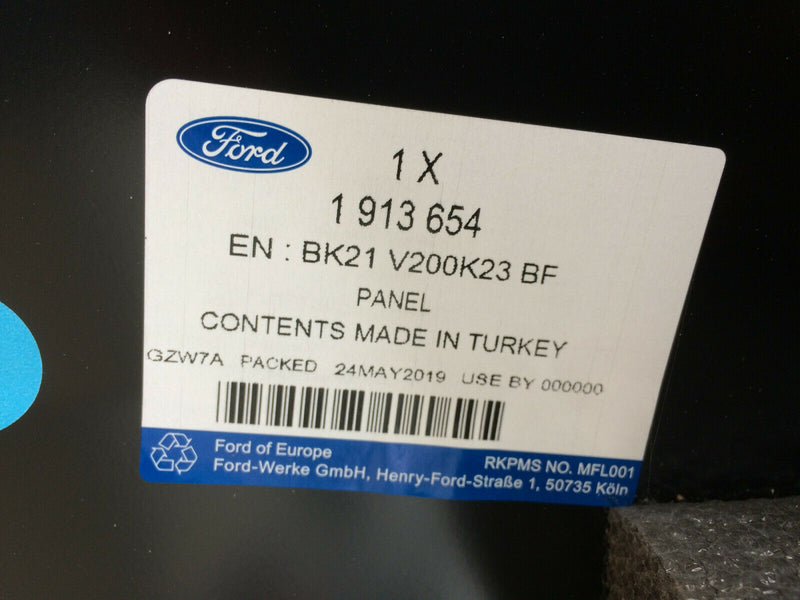 Ford
1 X
1 913 654
EN : BK21 V200K23 BF
PANEL
CONTENTS MADE IN TURKEY
GZW7A PACKED 24MAY2019 USE BY 000000
Ford of Europe
RKPMS NO. MFL001
Ford-Werke GmbH, Henry-Ford-Straße 1, 50735 Köln